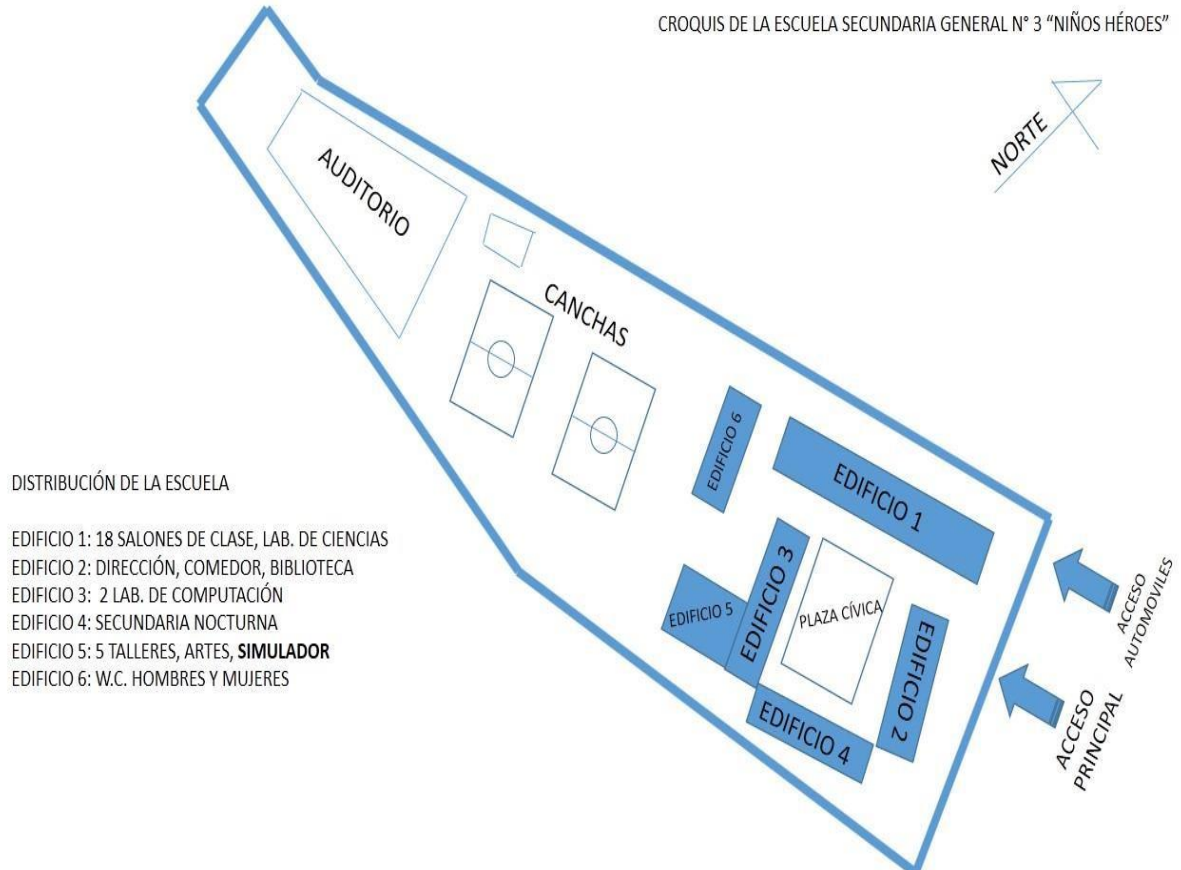 CROQUIS DE LA ESCUELA SECUNDARIA GENERAL N° 3 “NIÑOS HÉROES”
NORTE
AUDITORIO
CANCHAS
EDIFICIO 6
EDIFICIO 1
EDIFICIO 3
EDIFICIO 5
PLAZA CÍVICA
EDIFICIO 2
EDIFICIO 4
ACCESO
AUTOMOVILES
ACCESO
PRINCIPAL
DISTRIBUCIÓN DE LA ESCUELA
EDIFICIO 1: 18 SALONES DE CLASE, LAB. DE CIENCIAS
EDIFICIO 2: DIRECCIÓN, COMEDOR, BIBLIOTECA
EDIFICIO 3: 2 LAB. DE COMPUTACIÓN
EDIFICIO 4: SECUNDARIA NOCTURNA
EDIFICIO 5: 5 TALLERES, ARTES, SIMULADOR
EDIFICIO 6: W.C. HOMBRES Y MUJERES